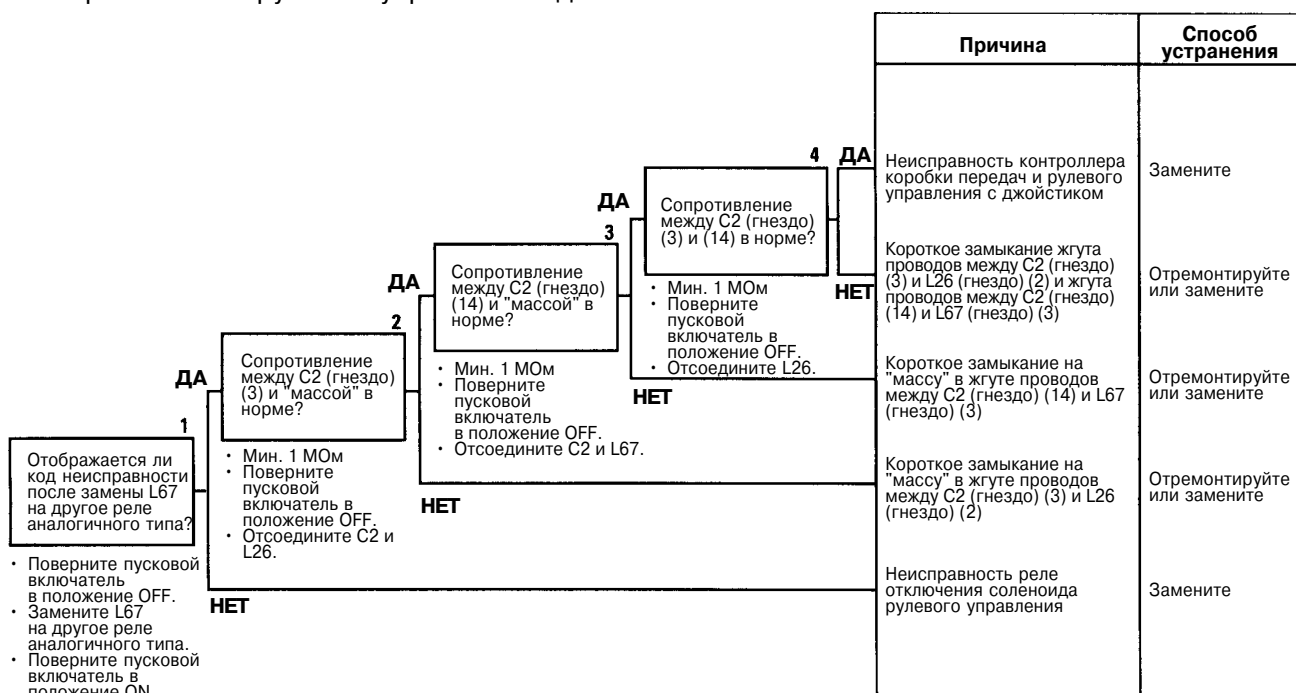 Причина
Способ
устранения
1
Отображается ли
код неисправности
после замены L67
на другое реле
аналогичного типа?
· Поверните пусковой
включатель
в положение OFF.
· Замените L67
на другое реле
аналогичного типа.
· Поверните пусковой
включатель в
положение ON
ДА
НЕТ
2
Сопротивление
между C2 (гнездо)
(3) и "массой" в
норме?
· Мин. 1 МОм
· Поверните
пусковой
включатель в
положение OFF.
· Отсоедините C2 и
L26.
ДА
НЕТ
3
Сопротивление
между C2 (гнездо)
(14) и "массой" в
норме?
· Мин. 1 МОм
· Поверните
пусковой
включатель
в положение OFF.
· Отсоедините C2 и L67.
ДА
НЕТ
4
Сопротивление
между C2 (гнездо)
(3) и (14) в норме?
· Мин. 1 МОм
· Поверните
пусковой
включатель в
положение OFF.
· Отсоедините L26.
ДА
НЕТ
Неисправность контроллера
коробки передач и рулевого
управления с джойстиком
Замените
Короткое замыкание жгута
проводов между C2 (гнездо)
(3) и L26 (гнездо) (2) и жгута
проводов между C2 (гнездо)
(14) и L67 (гнездо) (3)
Отремонтируйте
или замените
Короткое замыкание на
"массу" в жгуте проводов
между C2 (гнездо) (14) и L67
(гнездо) (3)
Отремонтируйте
или замените
Короткое замыкание на
"массу" в жгуте проводов
между C2 (гнездо) (3) и L26
(гнездо) (2)
Отремонтируйте
или замените
Неисправность реле
отключения соленоида
рулевого управления
Замените